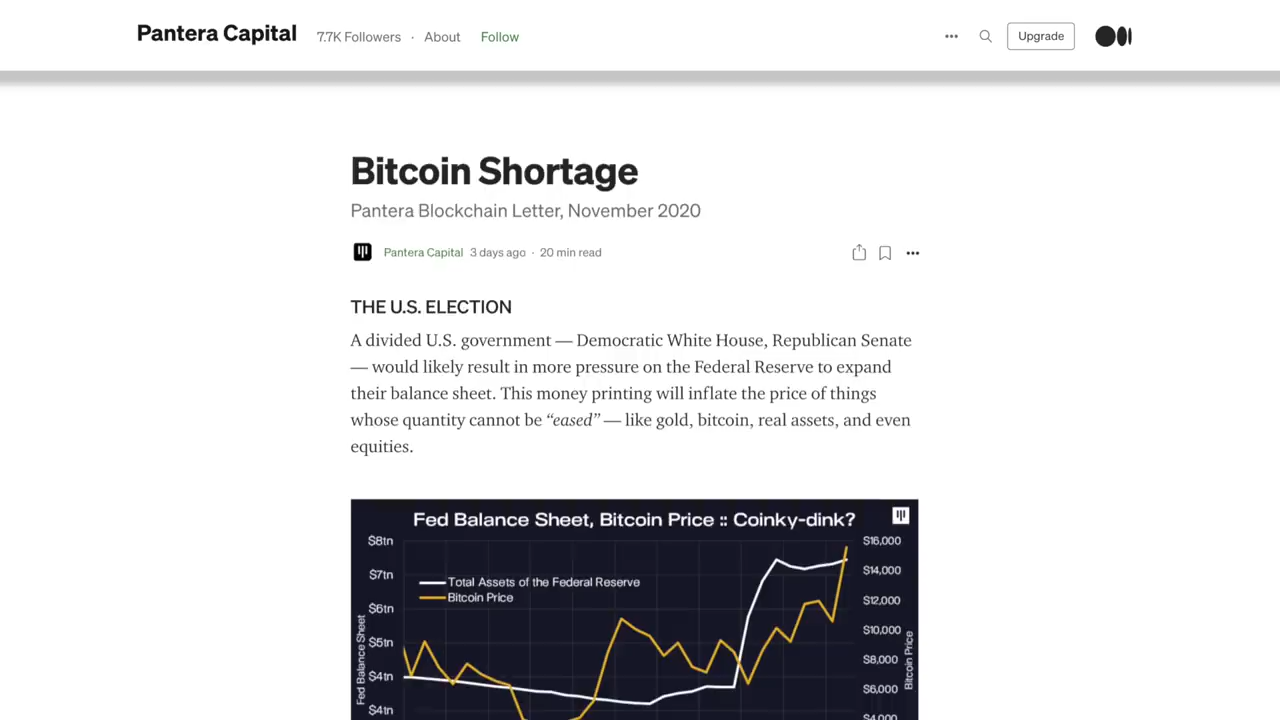 Pantera Capital 7.7K Followers · About Follow
Upgrade
Bitcoin Shortage
Pantera Blockchain Letter, November 2020
Pantera Capital 3 days ago · 20 min read
THE U.S. ELECTION
A divided U.S. government — Democratic White House, Republican Senate
— would likely result in more pressure on the Federal Reserve to expand
their balance sheet. This money printing will inflate the price of things
whose quantity cannot be “eased” — like gold, bitcoin, real assets, and even
equities.
Fed Balance Sheet, Bitcoin Price :: Coinky-dink?
Total Assets of the Federal Reserve
Bitcoin Price
Fed Balance Sheet
$8tn
$7tn
$6tn
$5tn
$4tn
$4tn
$16,000
$14,000
$12,000
$10,000
$8,000
$6,000
$4,000
Bitcoin Price